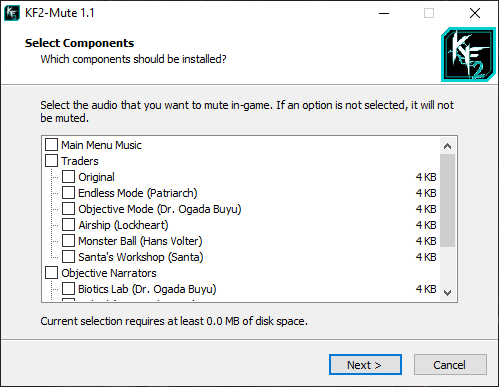 KF2-Mute 1.1
Select Components
Which components should be installed?
KF2
Select the audio that you want to mute in-game. If an option is not selected, it will not
be muted.
Main Menu Music
Traders
Original 4 KB
Endless Mode (Patriarch) 4 KB
Objective Mode (Dr. Ogada Buyu) 4 KB
Airship (Lockheart) 4 KB
Monster Ball (Hans Volter) 4 KB
Santa's Workshop (Santa) 4 KB
Objective Narrators
Biotics Lab (Dr. Ogada Buyu) 4 KB
Current selection requires at least 0.0 MB of disk space.
Next > Cancel